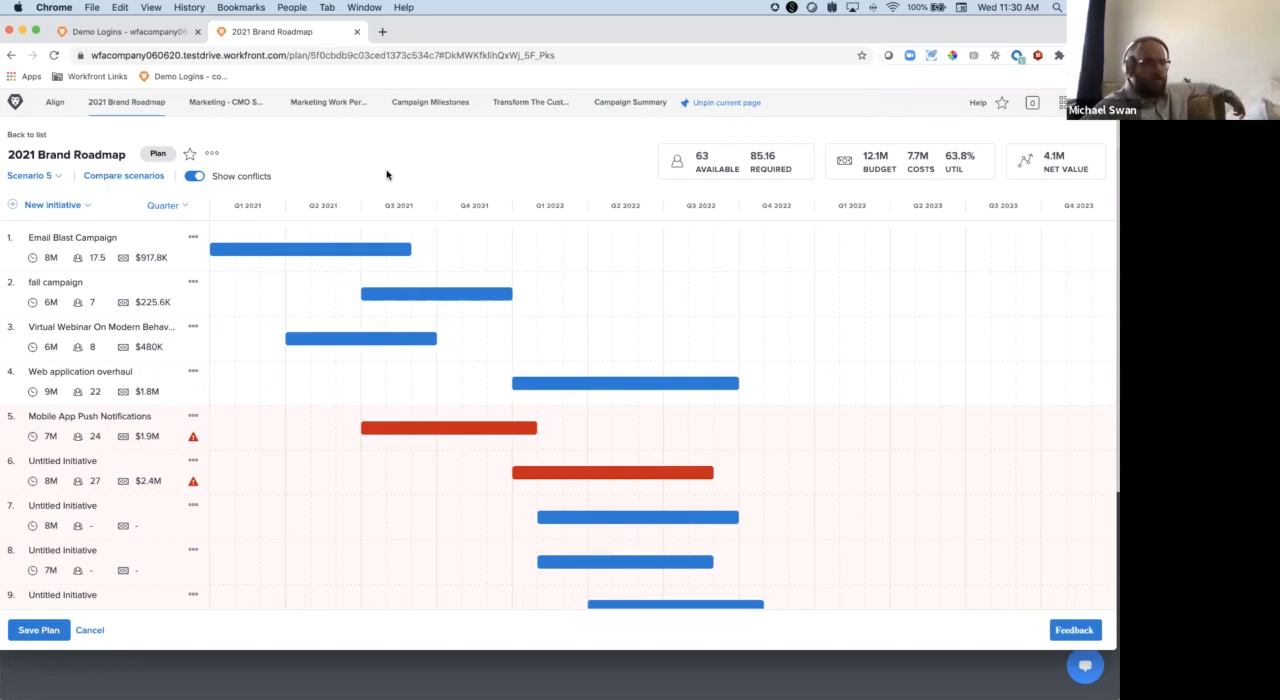 Chrome File Edit View History Bookmarks People Tab Window Help 100% Wed 11:30 AM
Demo Logins - wfacompany06 2021 Brand Roadmap
wfacompany060620.testdrive.workfront.com/plan/5f0cbdb9c03ced1373c534c7#DkMWKfklihQxWj_5F_Pks
Apps Workfront Links Demo Logins - co...
Michael Swan
Align 2021 Brand Roadmap Marketing - CMO S... Marketing Work Per... Campaign Milestones Transform The Cust... Campaign Summary Unpin current page Help 0
Back to list
2021 Brand Roadmap Plan
63 AVAILABLE 85.16 REQUIRED 12.1M BUDGET 7.7M COSTS 63.8% UTIL 4.1M NET VALUE
Scenario 5 Compare scenarios Show conflicts
New initiative Quarter Q1 2021 Q2 2021 Q3 2021 Q4 2021 Q1 2022 Q2 2022 Q3 2022 Q4 2022 Q1 2023 Q2 2023 Q3 2023 Q4 2023
1. Email Blast Campaign
8M 17.5 $917.8K
2. fall campaign
6M 7 $225.6K
3. Virtual Webinar On Modern Behav...
6M 8 $480K
4. Web application overhaul
9M 22 $1.8M
5. Mobile App Push Notifications
7M 24 $1.9M
6. Untitled Initiative
8M 27 $2.4M
7. Untitled Initiative
8M - -
8. Untitled Initiative
7M - -
9. Untitled Initiative
Save Plan Cancel Feedback